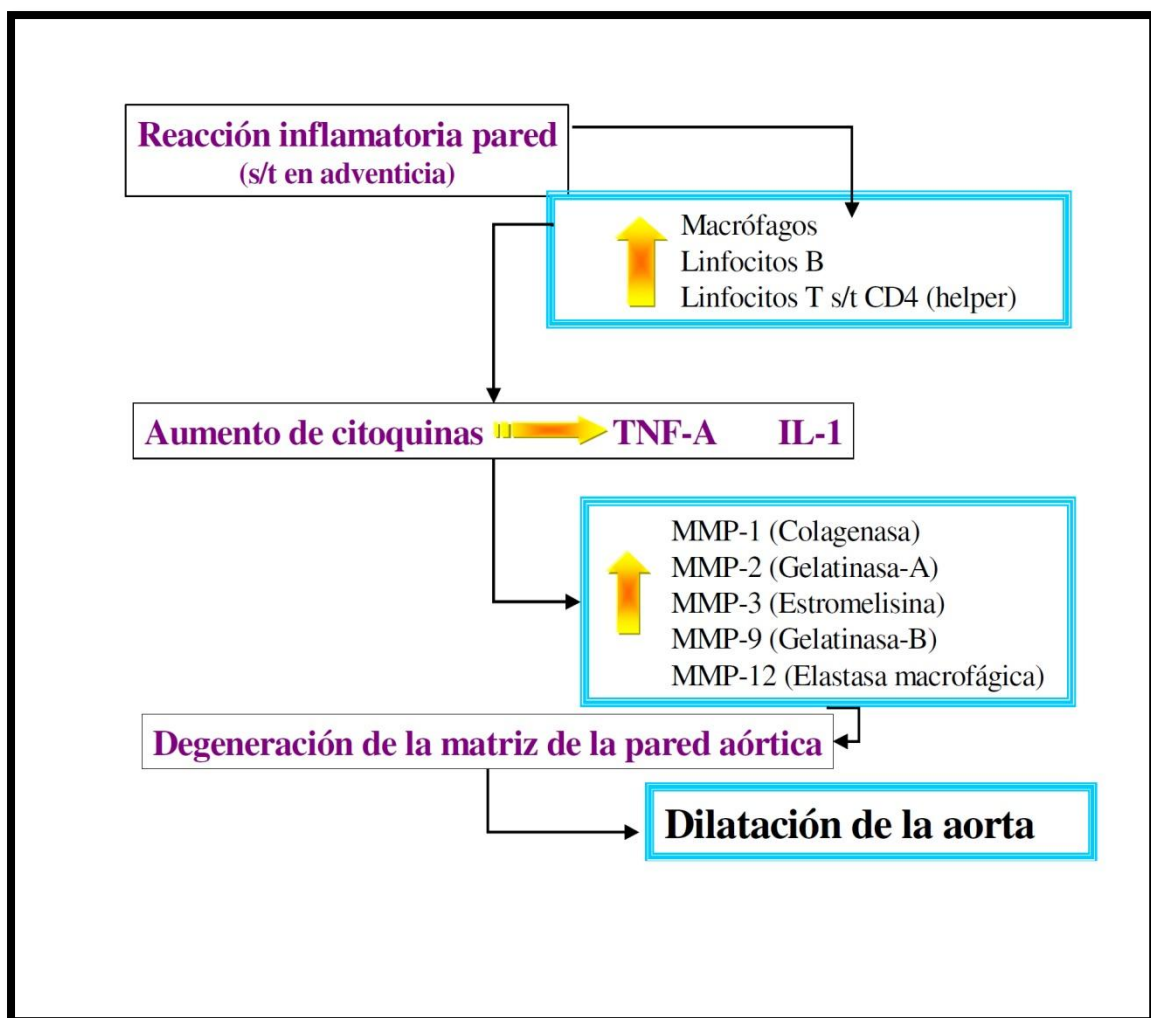 Reacción inflamatoria pared
(s/t en adventicia)
Macrófagos
Linfocitos B
Linfocitos T s/t CD4 (helper)
Aumento de citoquinas TNF-A IL-1
MMP-1 (Colagenasa)
MMP-2 (Gelatinasa-A)
MMP-3 (Estromelisina)
MMP-9 (Gelatinasa-B)
MMP-12 (Elastasa macrofágica)
Degeneración de la matriz de la pared aórtica
Dilatación de la aorta